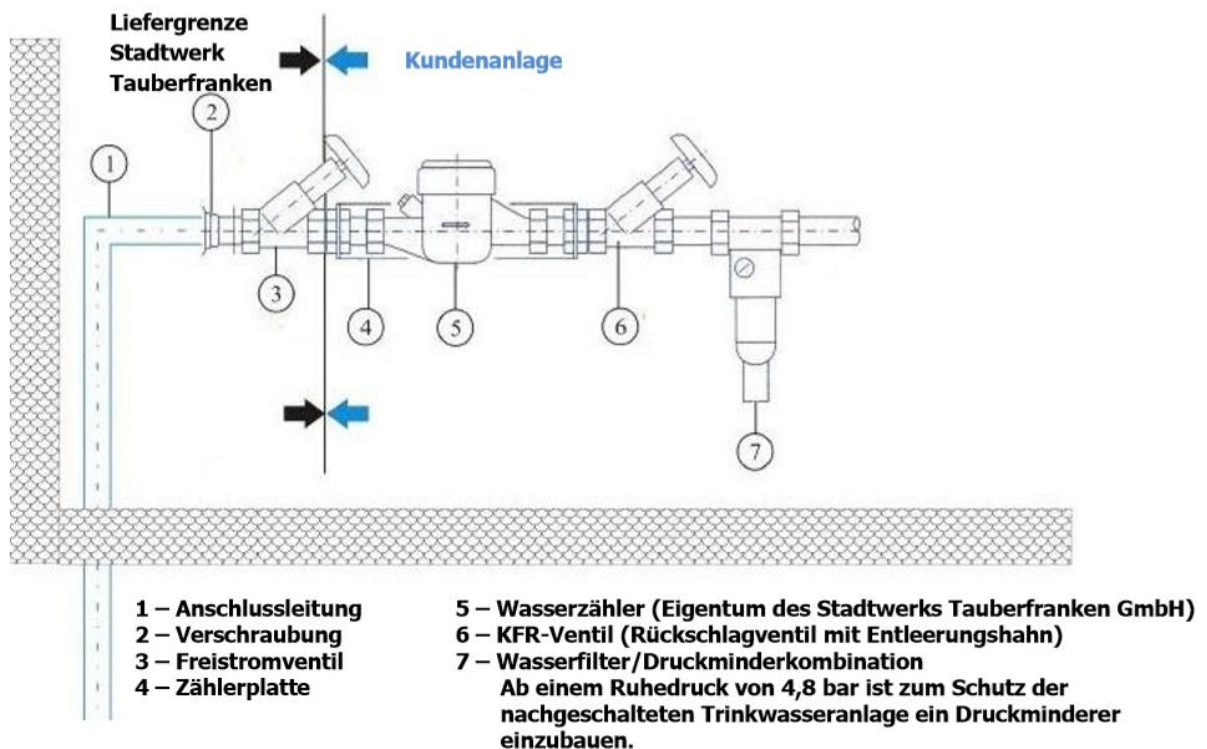 Liefergrenze
Stadtwerk
Tauberfranken
Kundenanlage
2
1
3
4
5
6
7
1 – Anschlussleitung
2 – Verschraubung
3 – Freistromventil
4 – Zählerplatte
5 – Wasserzähler (Eigentum des Stadtwerks Tauberfranken GmbH)
6 – KFR-Ventil (Rückschlagventil mit Entleerungshahn)
7 – Wasserfilter/Druckminderkombination
Ab einem Ruhedruck von 4,8 bar ist zum Schutz der
nachgeschalteten Trinkwasseranlage ein Druckminderer
einzubauen.